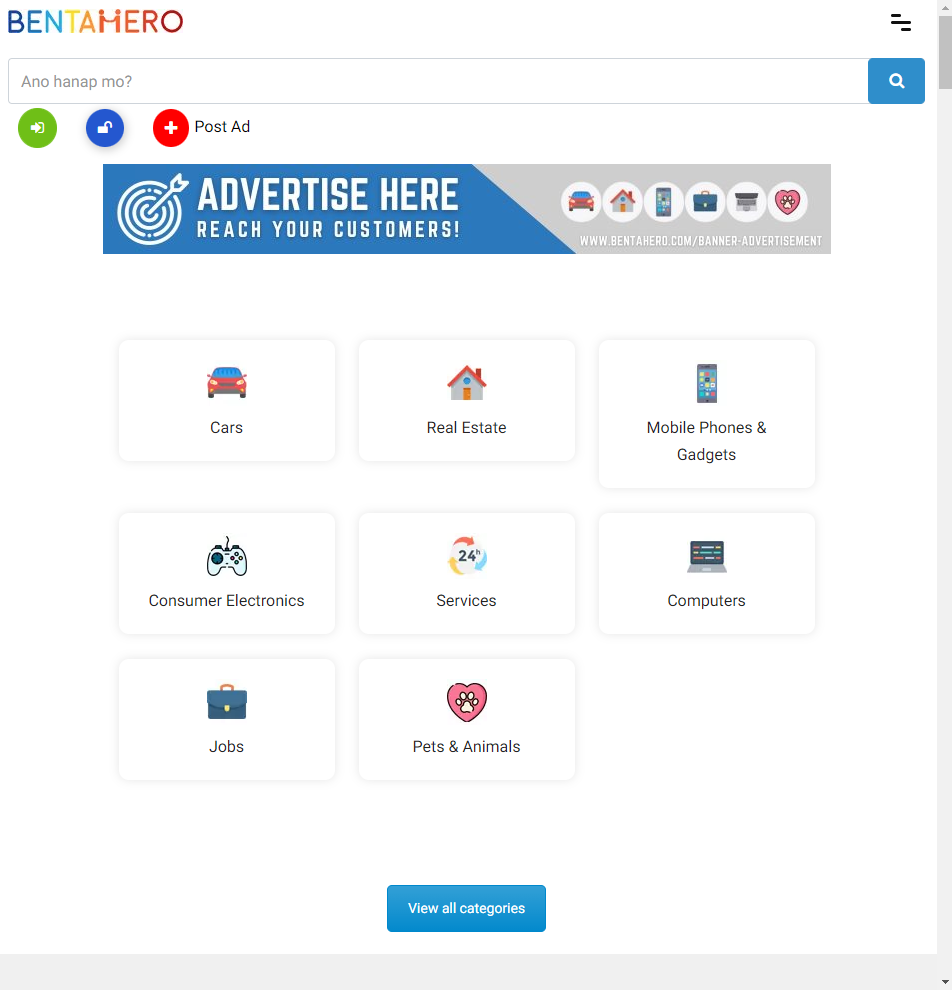 BENTAHERO
Ano hanap mo?
Post Ad
ADVERTISE HERE
REACH YOUR CUSTOMERS!
WWW.BENTAHERO.COM/BANNER-ADVERTISEMENT
Cars
Real Estate
Mobile Phones &
Gadgets
Consumer Electronics
24h
Services
Computers
Jobs
Pets & Animals
View all categories